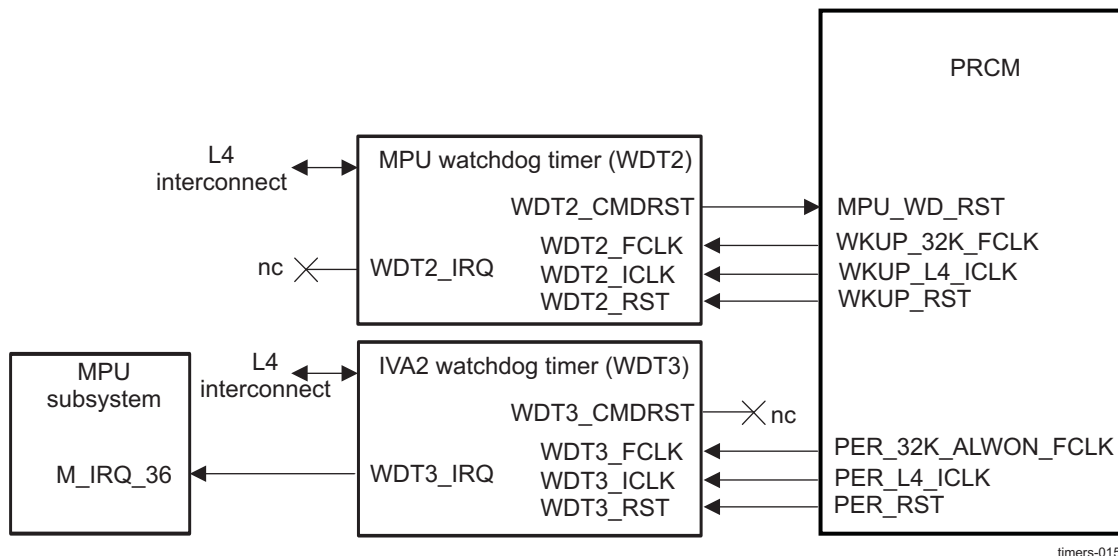 PRCM
L4
interconnect
MPU watchdog timer (WDT2)
WDT2_CMDRST
MPU_WD_RST
WDT2_FCLK
WKUP_32K_FCLK
nc
WDT2_IRQ
WDT2_ICLK
WKUP_L4_ICLK
WDT2_RST
WKUP_RST
MPU
subsystem
L4
interconnect
IVA2 watchdog timer (WDT3)
WDT3_CMDRST
nc
WDT3_FCLK
PER_32K_ALWON_FCLK
M_IRQ_36
WDT3_IRQ
WDT3_ICLK
PER_L4_ICLK
WDT3_RST
PER_RST
timers-015